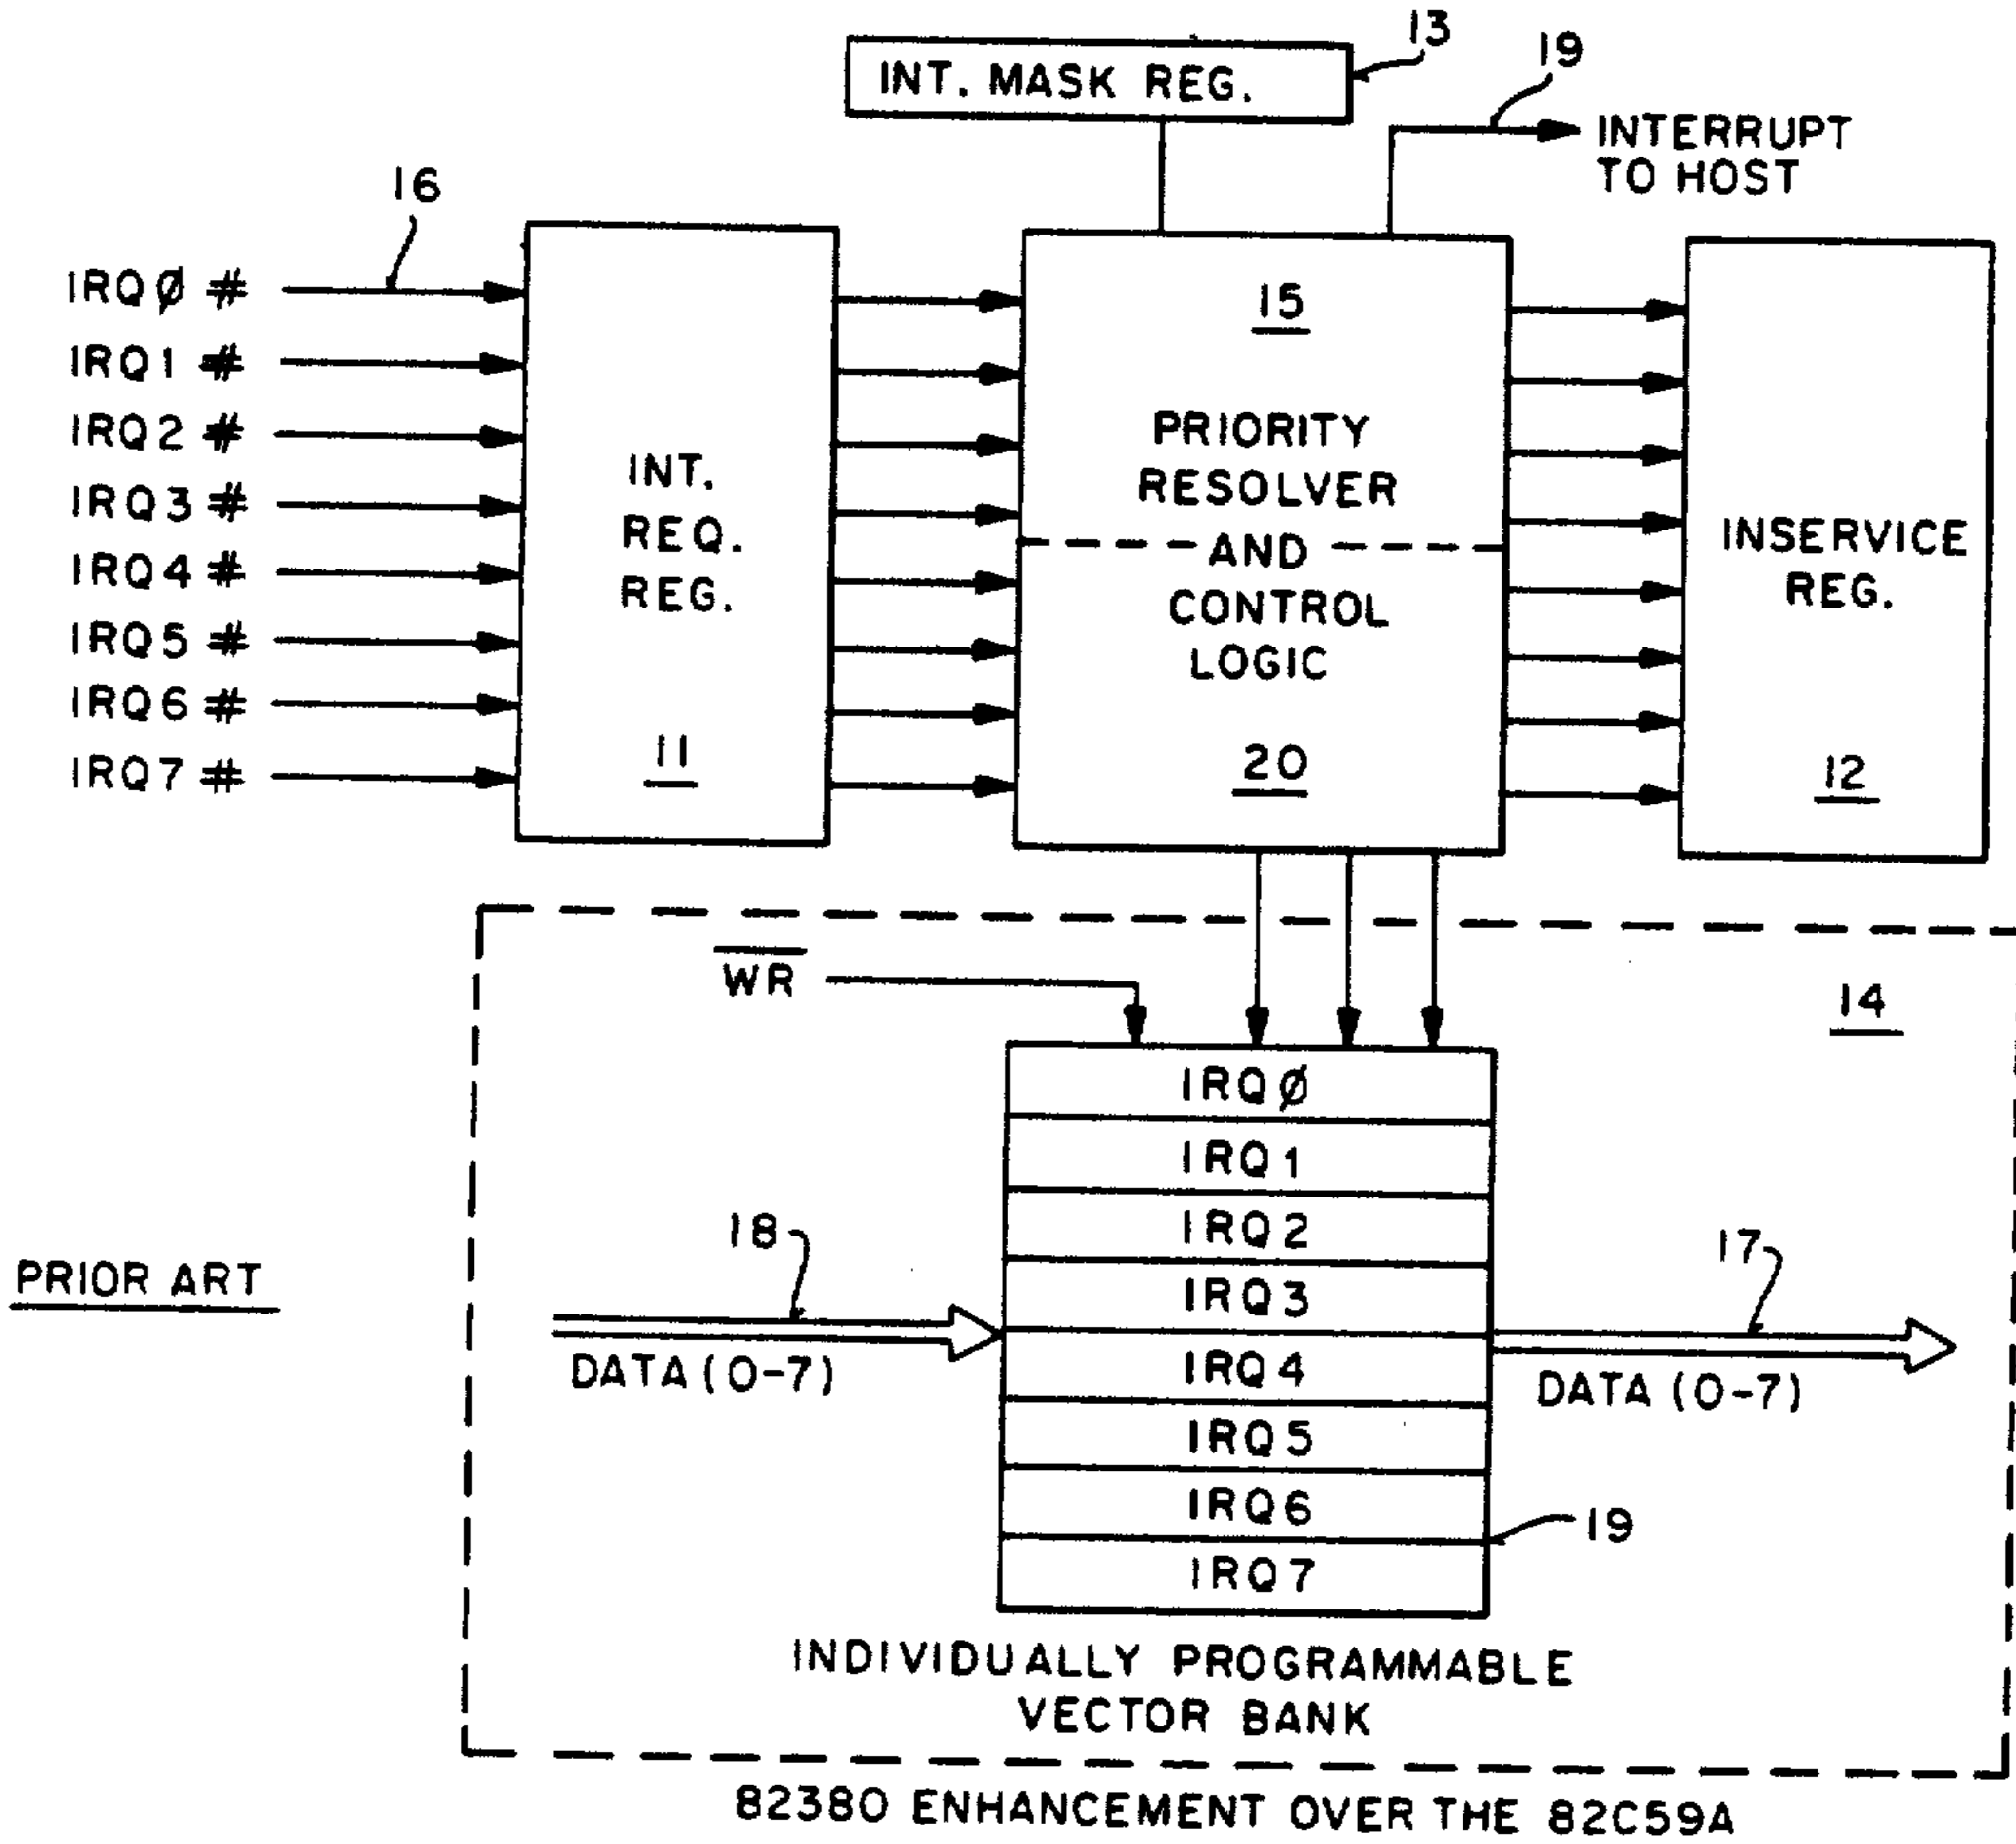 13
INT. MASK REG.
19
INTERRUPT
TO HOST
16
IRQØ #
IRQ1 #
IRQ2 #
IRQ3 #
IRQ4 #
IRQ5 #
IRQ6 #
IRQ7 #
INT.
REQ.
REG.
11
15
PRIORITY
RESOLVER
AND
CONTROL
LOGIC
20
INSERVICE
REG.
12
WR
14
IRQØ
IRQ1
IRQ2
IRQ3
IRQ4
IRQ5
IRQ6
IRQ7
18
DATA (0-7)
17
DATA (0-7)
19
PRIOR ART
INDIVIDUALLY PROGRAMMABLE
VECTOR BANK
82380 ENHANCEMENT OVER THE 82C59A